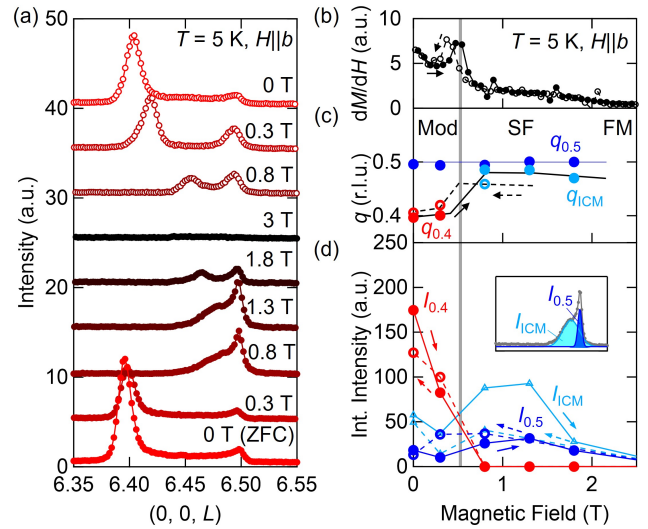 (a)
T = 5 K, H||b
0 T
0.3 T
0.8 T
3 T
1.8 T
1.3 T
0.8 T
0.3 T
0 T (ZFC)
50
40
30
20
10
0
Intensity (a.u.)
6.35
6.40
6.45
6.50
6.55
(0, 0, L)
(b)
T = 5 K, H||b
dM/dH (a.u.)
10
5
0
(c)
Mod
SF
FM
q0.5
qICM
q0.4
0.5
0.4
q (r.l.u)
(d)
I0.4
I0.5
IICM
IICM
I0.5
250
200
150
100
50
0
Int. Intensity (a.u.)
0
1
2
Magnetic Field (T)